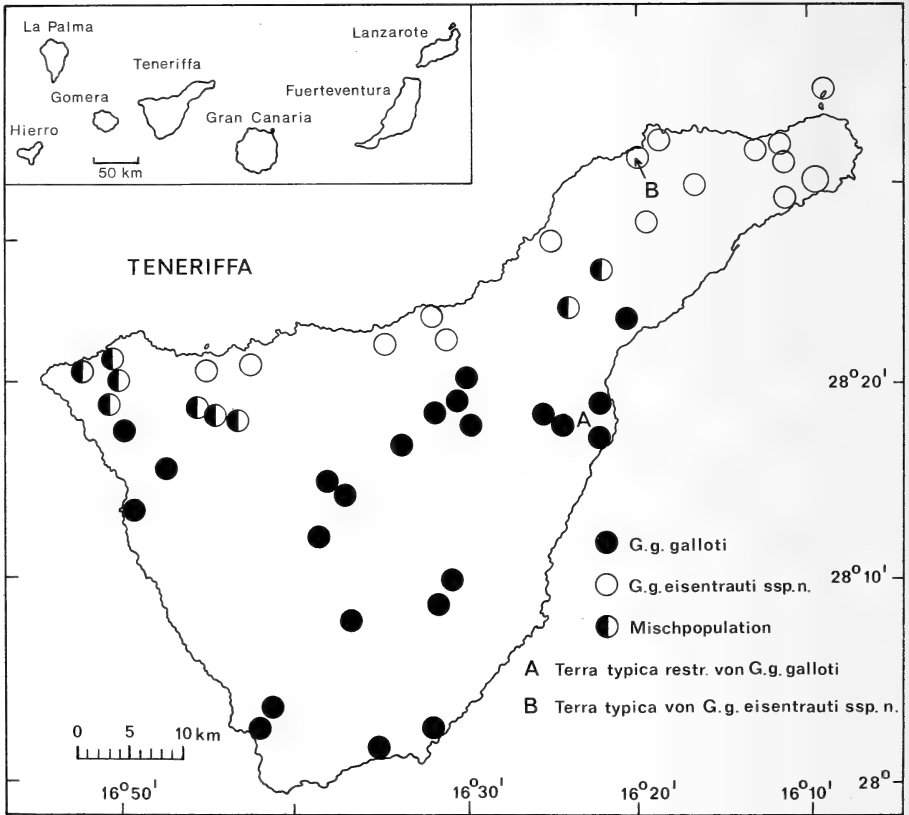 La Palma
Lanzarote
Teneriffa
Gomera
Fuerteventura
Gran Canaria
Hierro
50 km
B
TENERIFFA
28° 20'
A
G.g. galloti
G.g. eisentrauti ssp.n.
28° 10'
Mischpopulation
A Terra typica restr. von G.g. galloti
B Terra typica von G.g. eisentrauti ssp. n.
0 5 10 km
28°
16° 50' 16° 30' 16° 20' 16° 10'